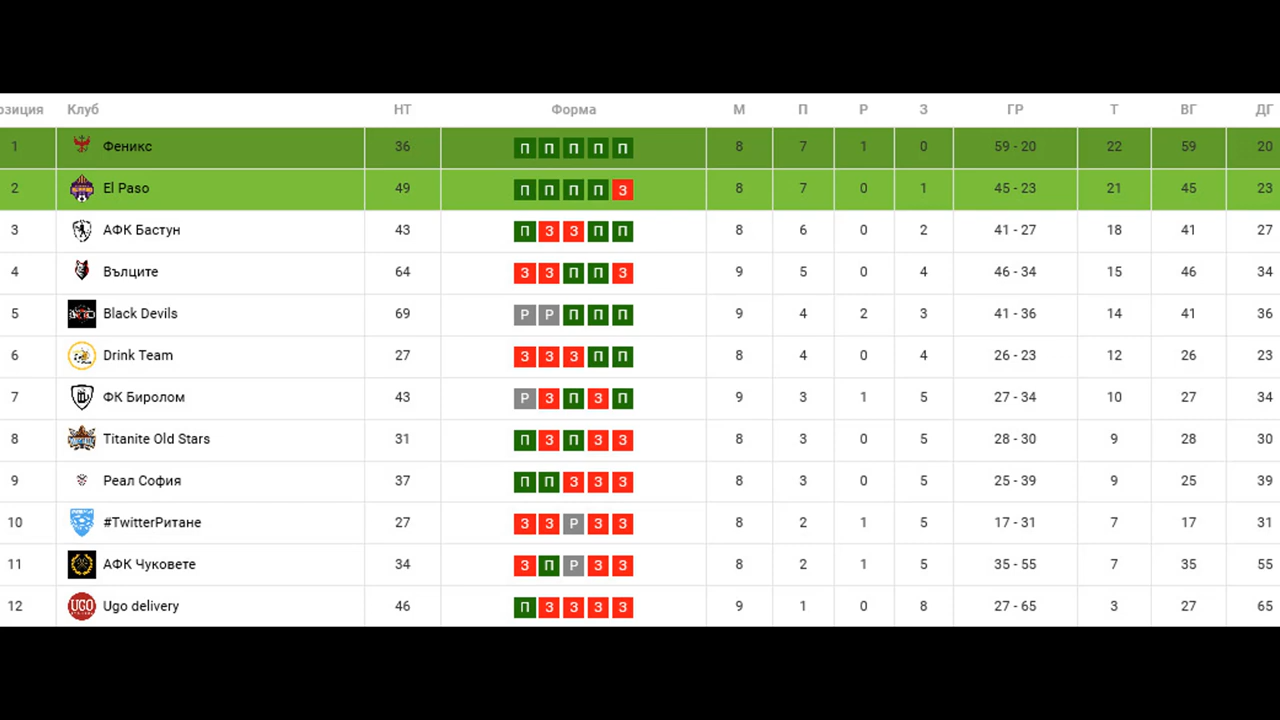 озиция Клуб НТ Форма М П Р З ГР Т ВГ ДГ
1 Феникс 36 П П П П П 8 7 1 0 59 - 20 22 59 20
2 El Paso 49 П П П П З 8 7 0 1 45 - 23 21 45 23
3 АФК Бастун 43 П З З П П 8 6 0 2 41 - 27 18 41 27
4 Вълците 64 З З П П З 9 5 0 4 46 - 34 15 46 34
5 Black Devils 69 Р Р П П П 9 4 2 3 41 - 36 14 41 36
6 Drink Team 27 З З З П П 8 4 0 4 26 - 23 12 26 23
7 ФК Биролом 43 Р З П З П 9 3 1 5 27 - 34 10 27 34
8 Titanite Old Stars 31 П З П З З 8 3 0 5 28 - 30 9 28 30
9 Реал София 37 П П З З З 8 3 0 5 25 - 39 9 25 39
10 #TwitterРитане 27 З З Р З З 8 2 1 5 17 - 31 7 17 31
11 АФК Чуковете 34 З П Р З З 8 2 1 5 35 - 55 7 35 55
12 UGO Ugo delivery 46 П З З З З 9 1 0 8 27 - 65 3 27 65